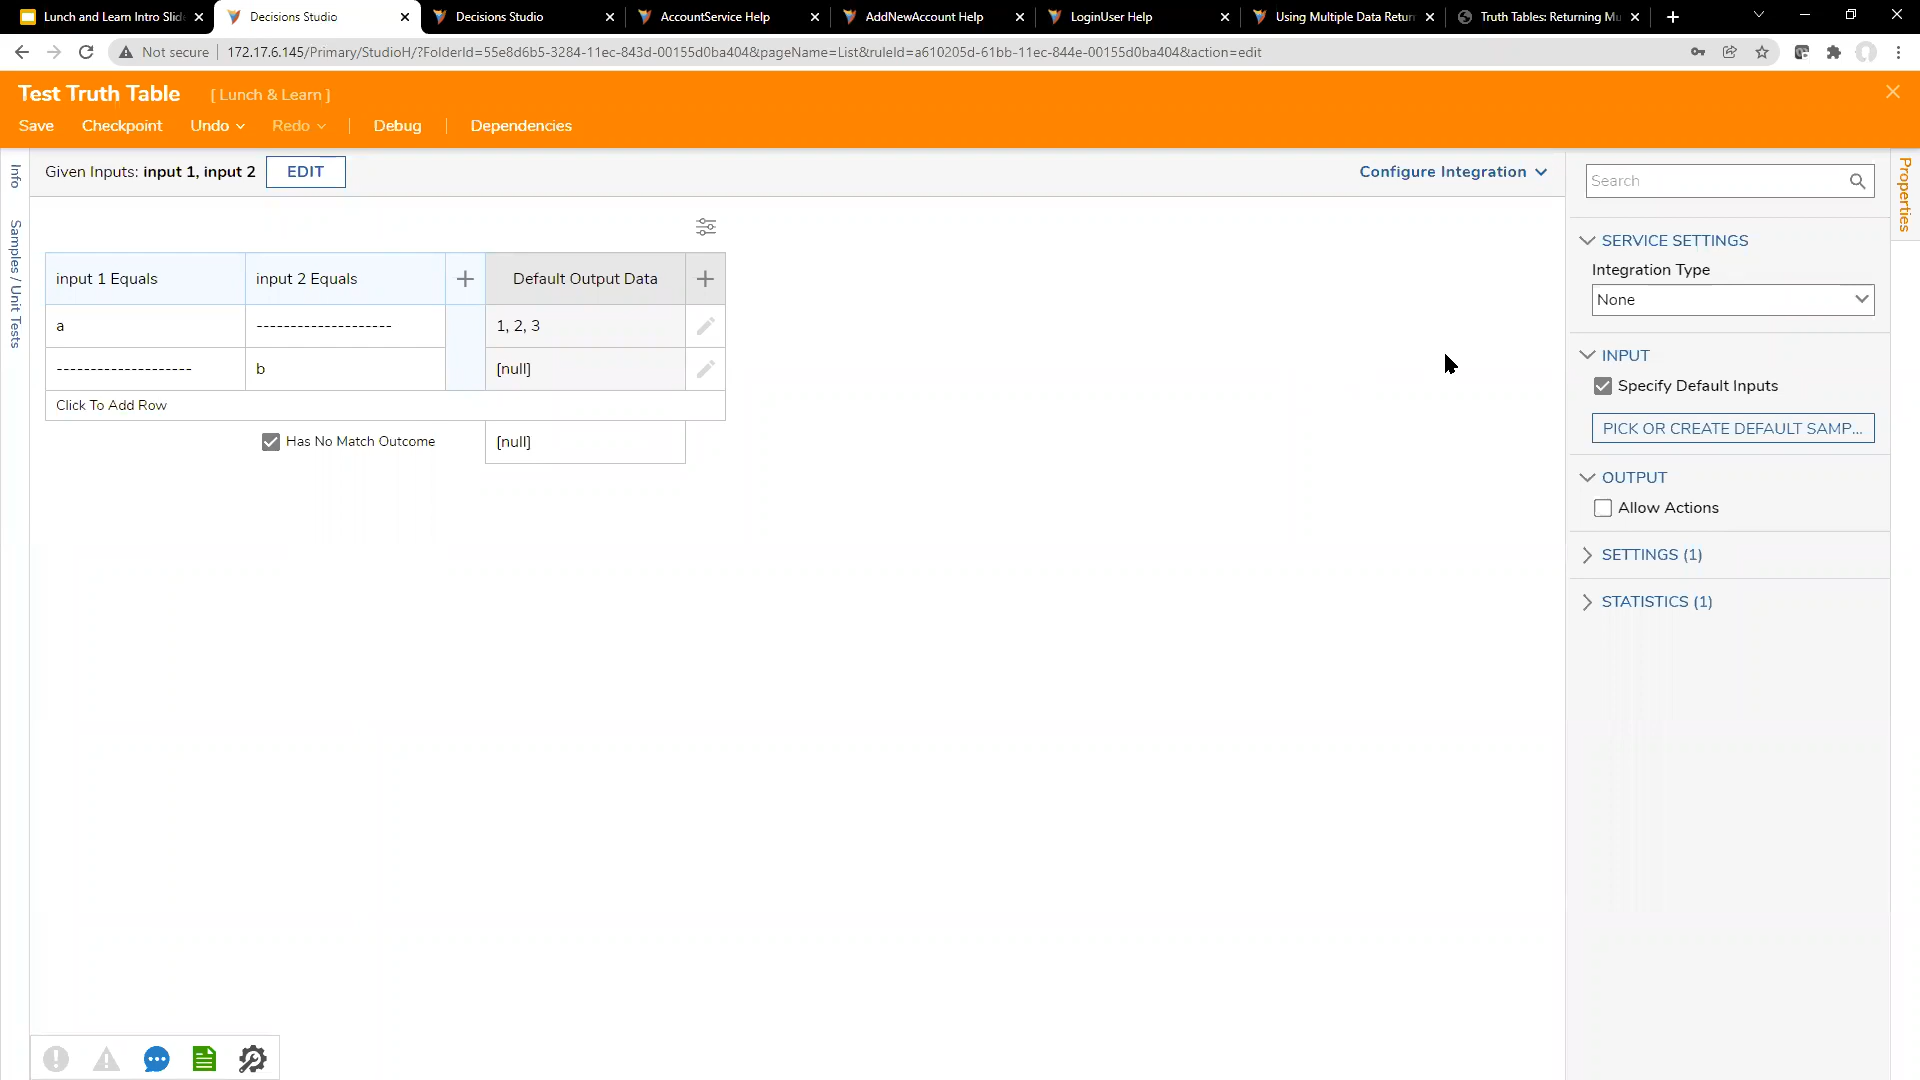 Lunch and Learn Intro Slid
Decisions Studio
Decisions Studio
AccountService Help
AddNewAccount Help
LoginUser Help
Using Multiple Data Retur
Truth Tables: Returning Mu
Not secure
172.17.6.145/Primary/StudioH/?FolderId=55e8d6b5-3284-11ec-843d-00155d0ba404&pageName=List&ruleId=a610205d-61bb-11ec-844e-00155d0ba404&action=edit
Test Truth Table
[ Lunch & Learn ]
Save
Checkpoint
Undo
Redo
Debug
Dependencies
Info
Samples / Unit Tests
Given Inputs: input 1, input 2
EDIT
Configure Integration
input 1 Equals
input 2 Equals
Default Output Data
a
--------------------
1, 2, 3
--------------------
b
[null]
Click To Add Row
Has No Match Outcome
[null]
Properties
Search
SERVICE SETTINGS
Integration Type
None
INPUT
Specify Default Inputs
PICK OR CREATE DEFAULT SAMP...
OUTPUT
Allow Actions
SETTINGS (1)
STATISTICS (1)